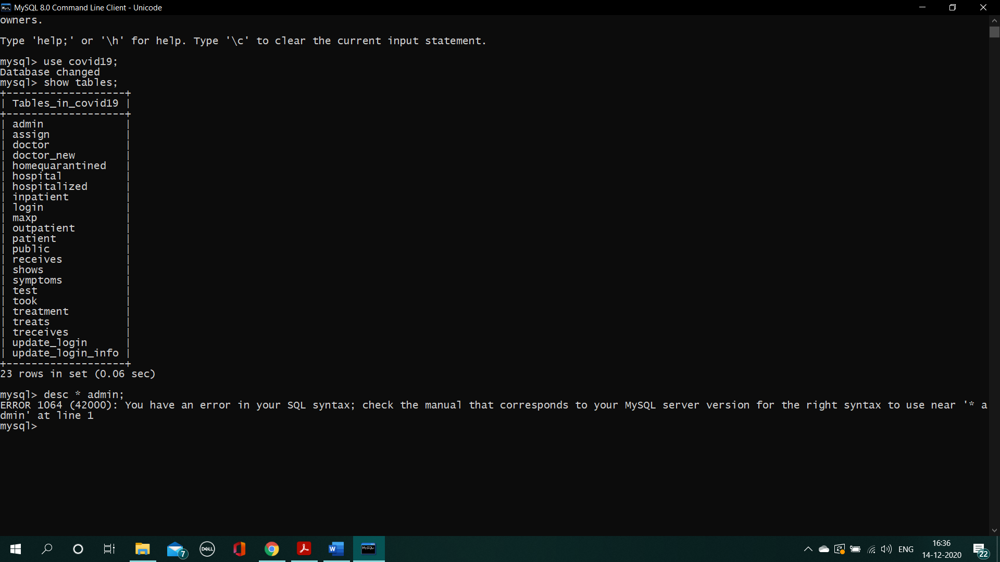 MySQL 8.0 Command Line Client - Unicode
owners.
Type 'help;' or '\h' for help. Type '\c' to clear the current input statement.
mysql> use covid19;
Database changed
mysql> show tables;
+-------------------+
| Tables_in_covid19 |
+-------------------+
| admin             |
| assign            |
| doctor            |
| doctor_new        |
| homequarantined   |
| hospital          |
| hospitalized      |
| inpatient         |
| login             |
| maxp              |
| outpatient        |
| patient           |
| public            |
| receives          |
| shows             |
| symptoms          |
| test              |
| took              |
| treatment         |
| treats            |
| treceives         |
| update_login      |
| update_login_info |
+-------------------+
23 rows in set (0.06 sec)
mysql> desc * admin;
ERROR 1064 (42000): You have an error in your SQL syntax; check the manual that corresponds to your MySQL server version for the right syntax to use near '* a
dmin' at line 1
mysql>
7
DELL
W
MySQL
ENG
16:36
14-12-2020
22